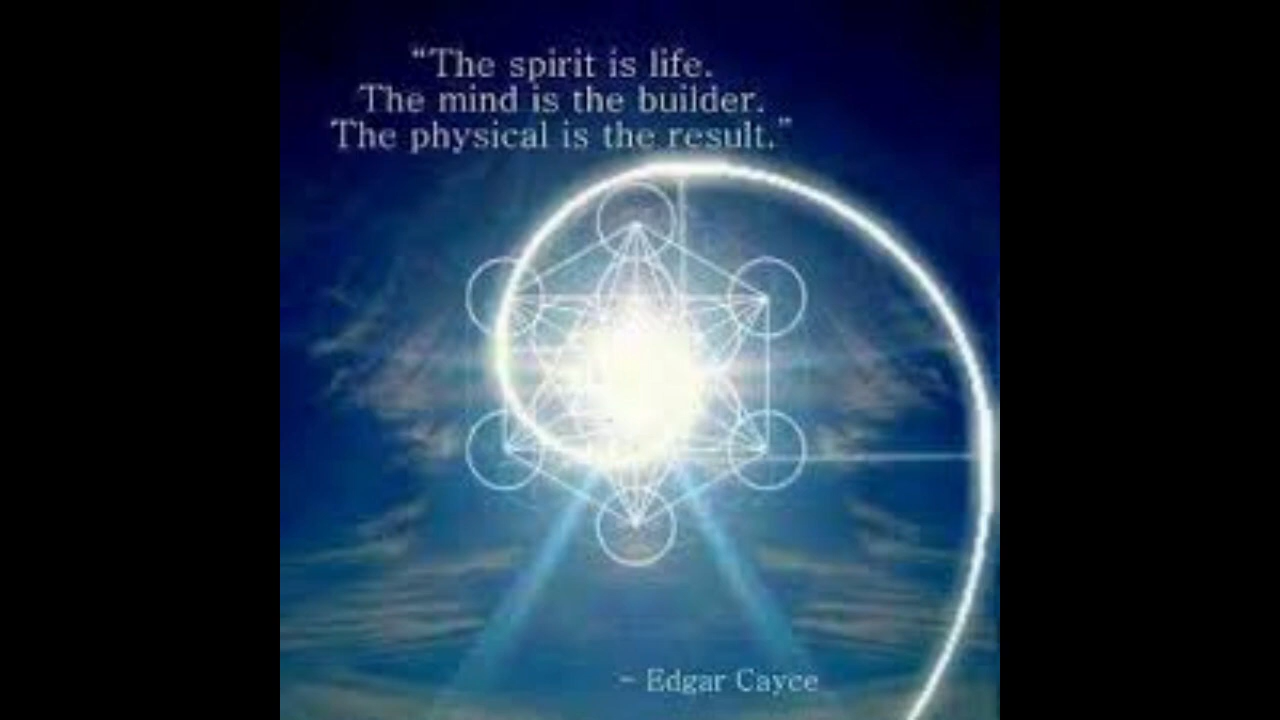 “The spirit is life.
The mind is the builder.
The physical is the result.”
~ Edgar Cayce